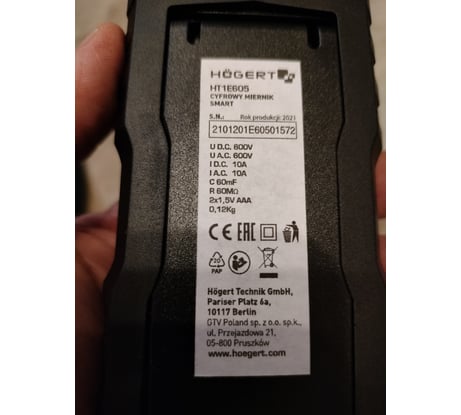 HÖGERT
HT1E605
CYFROWY MIERNIK
SMART
S.N.: Rok produkcji: 2021
2101201E60501572
U D.C. 600V
U A.C. 600V
I D.C. 10A
I A.C. 10A
C 60mF
R 60MΩ
2x1,5V AAA
0,12Kg
CE EAC
20
PAP
Högert Technik GmbH,
Pariser Platz 6a,
10117 Berlin
GTV Poland sp. z o.o. sp.k.,
ul. Przejazdowa 21,
05-800 Pruszków
www.hoegert.com